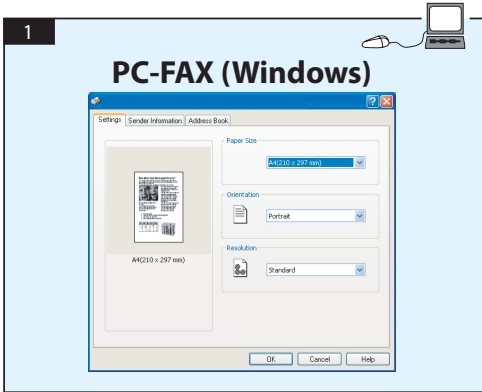 1
PC-FAX (Windows)
Settings
Sender Information
Address Book
Paper Size
A4(210 x 297 mm)
Orientation
Portrait
A4(210 x 297 mm)
Resolution
Standard
OK
Cancel
Help